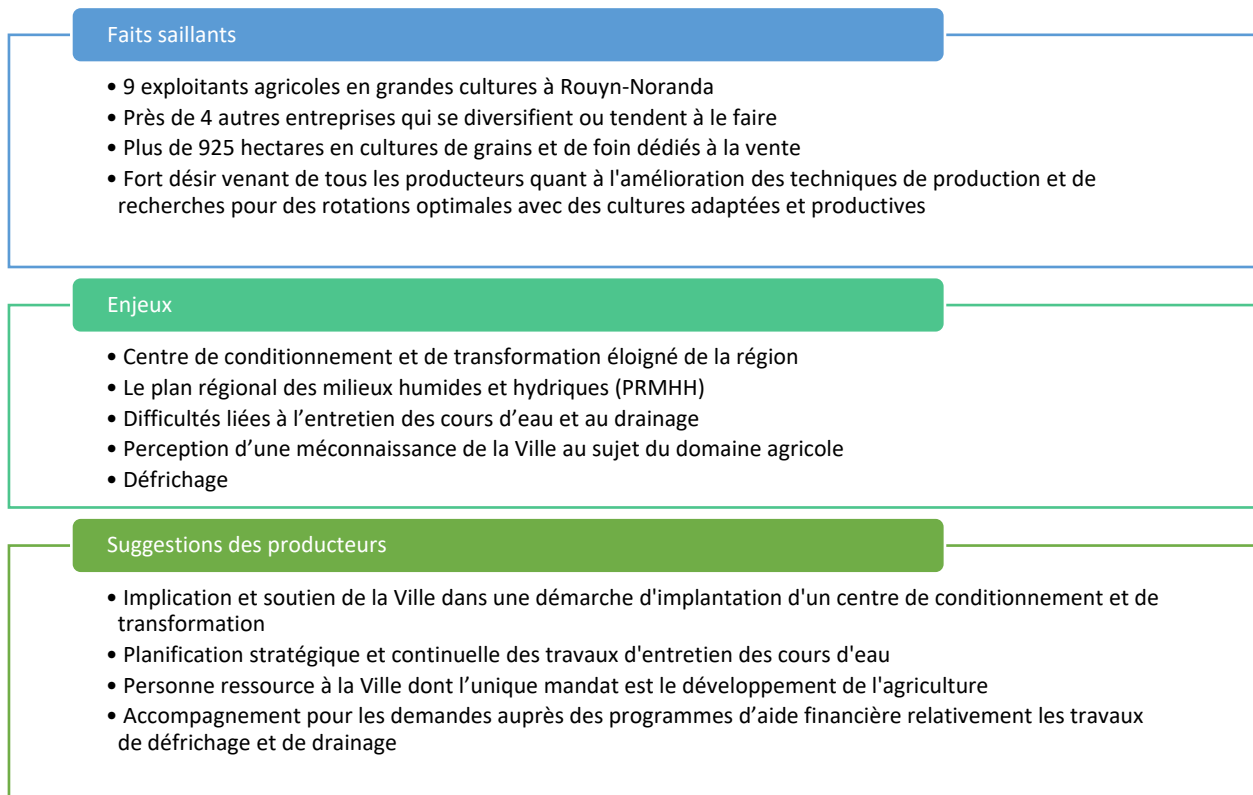 Faits saillants
• 9 exploitants agricoles en grandes cultures à Rouyn-Noranda
• Près de 4 autres entreprises qui se diversifient ou tendent à le faire
• Plus de 925 hectares en cultures de grains et de foin dédiés à la vente
• Fort désir venant de tous les producteurs quant à l'amélioration des techniques de production et de
recherches pour des rotations optimales avec des cultures adaptées et productives
Enjeux
• Centre de conditionnement et de transformation éloigné de la région
• Le plan régional des milieux humides et hydriques (PRMHH)
• Difficultés liées à l’entretien des cours d’eau et au drainage
• Perception d’une méconnaissance de la Ville au sujet du domaine agricole
• Défrichage
Suggestions des producteurs
• Implication et soutien de la Ville dans une démarche d'implantation d'un centre de conditionnement et de
transformation
• Planification stratégique et continuelle des travaux d'entretien des cours d'eau
• Personne ressource à la Ville dont l’unique mandat est le développement de l'agriculture
• Accompagnement pour les demandes auprès des programmes d’aide financière relativement les travaux
de défrichage et de drainage